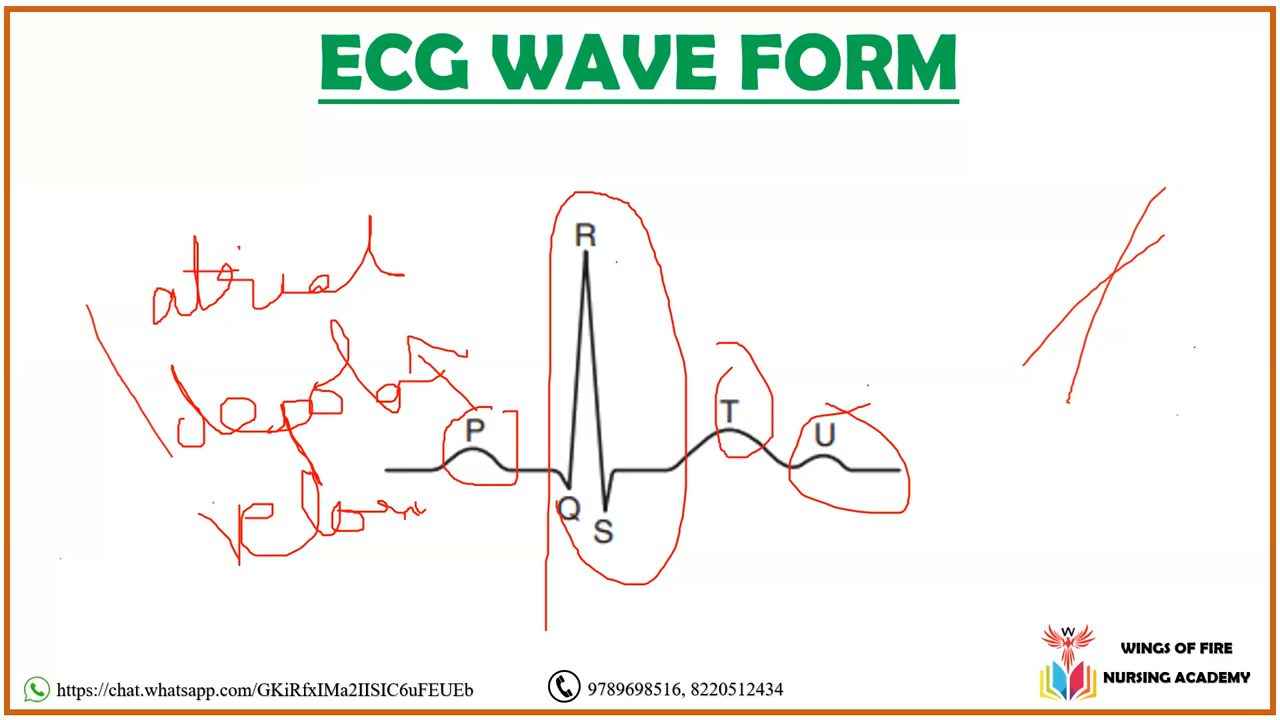 ECG WAVE FORM
R
atrial
T
P
U
Q
S
W
WINGS OF FIRE
NURSING ACADEMY
https://chat.whatsapp.com/GKiRfxIMa2IISIC6uFEUEb
9789698516, 8220512434